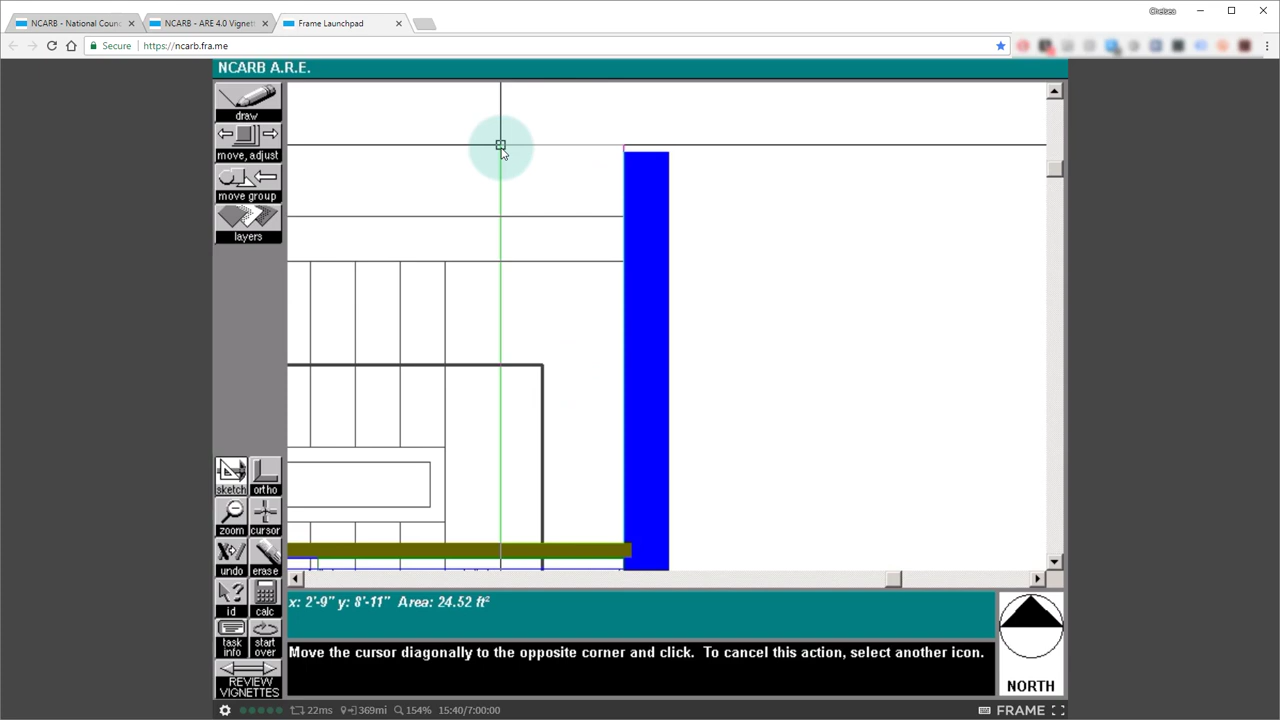 Chelsea
NCARB - National Counc
NCARB - ARE 4.0 Vignett
Frame Launchpad
Secure
https://ncarb.fra.me
NCARB A.R.E.
draw
move, adjust
move group
layers
sketch
ortho
zoom
cursor
undo
erase
id
calc
task info
start over
REVIEW VIGNETTES
x: 2'-9" y: 8'-11" Area: 24.52 ft²
Move the cursor diagonally to the opposite corner and click. To cancel this action, select another icon.
NORTH
22ms
369mi
154%
15:40/7:00:00
FRAME